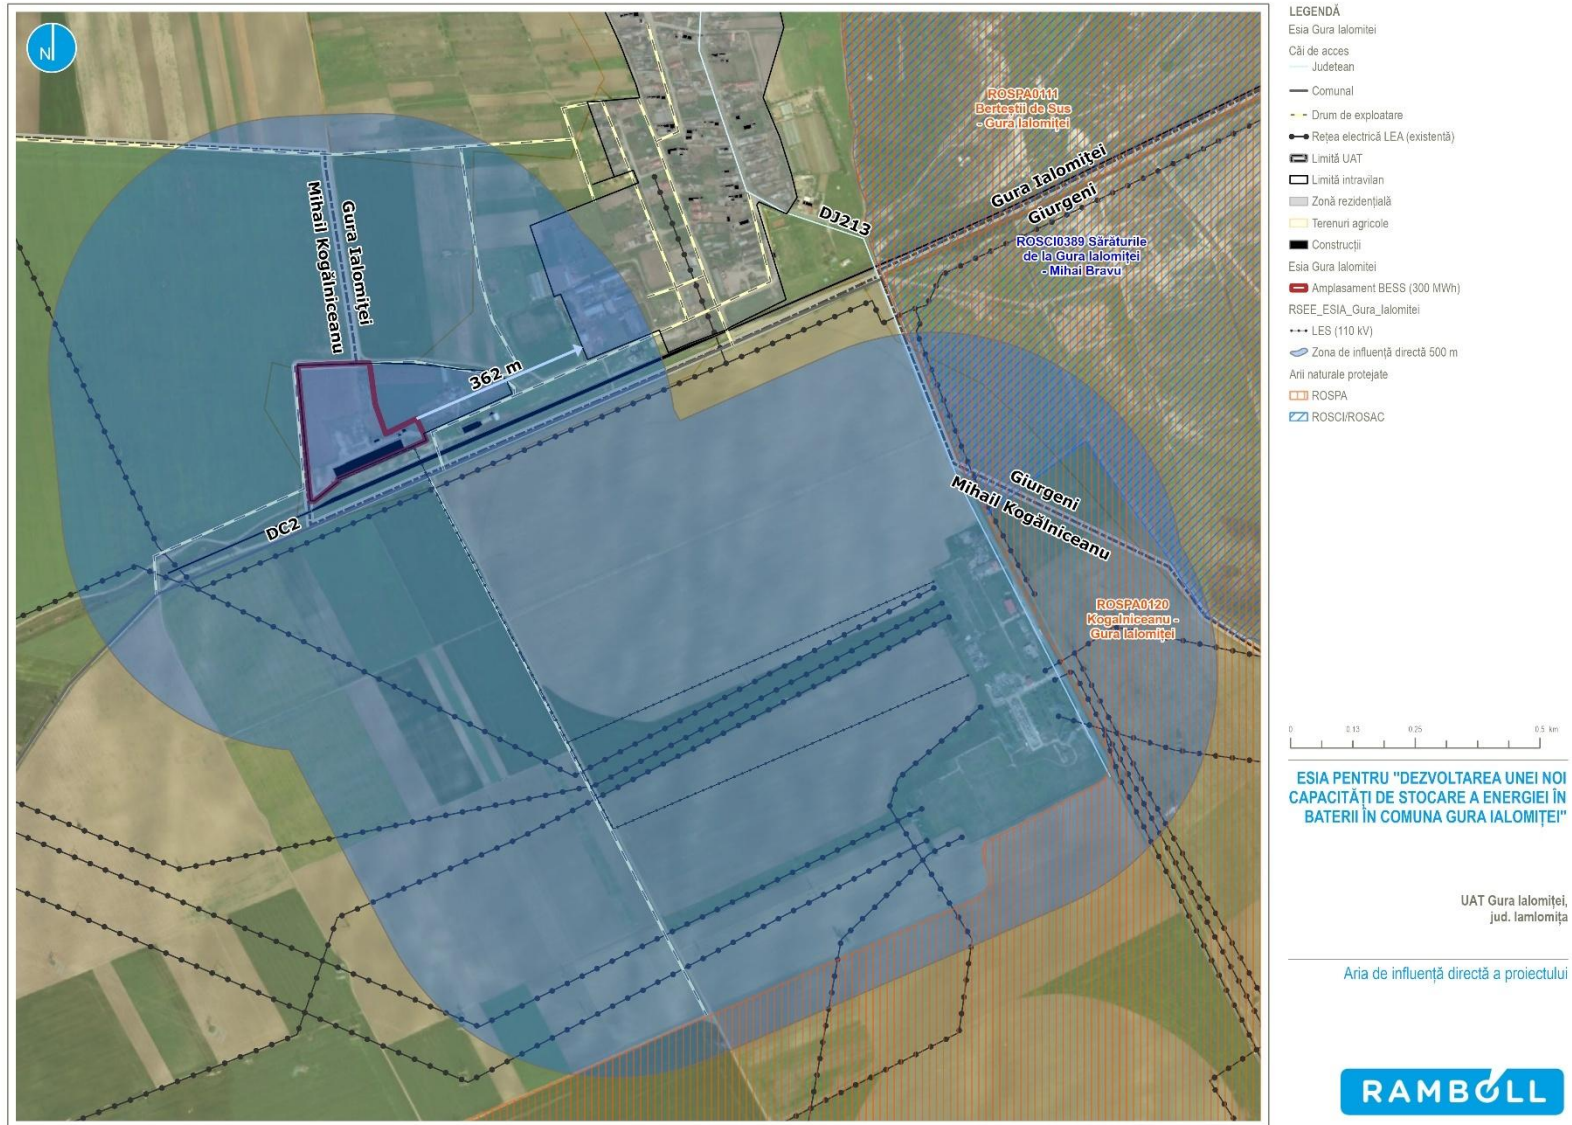 N
ROSPA0111
Berteștii de Sus
- Gura Ialomiței
Gura Ialomiței
Giurgeni
DJ213
ROSCI0389 Sărăturile
de la Gura Ialomiței
- Mihai Bravu
Mihail Kogălniceanu
Gura Ialomiței
362 m
DC2
Giurgeni
Mihail Kogălniceanu
ROSPA0120
Kogalniceanu -
Gura Ialomiței
LEGENDĂ
Esia Gura Ialomitei
Căi de acces
Judetean
Comunal
Drum de exploatare
Rețea electrică LEA (existentă)
Limită UAT
Limită intravilan
Zonă rezidențială
Terenuri agricole
Construcții
Esia Gura Ialomitei
Amplasament BESS (300 MWh)
RSEE_ESIA_Gura_Ialomitei
LES (110 kV)
Zona de influență directă 500 m
Arii naturale protejate
ROSPA
ROSCI/ROSAC
0 0.13 0.25 0.5 km
ESIA PENTRU "DEZVOLTAREA UNEI NOI
CAPACITĂȚI DE STOCARE A ENERGIEI ÎN
BATERII ÎN COMUNA GURA IALOMIȚEI"
UAT Gura Ialomiței,
jud. Iamlomița
Aria de influență directă a proiectului
RAMBOLL